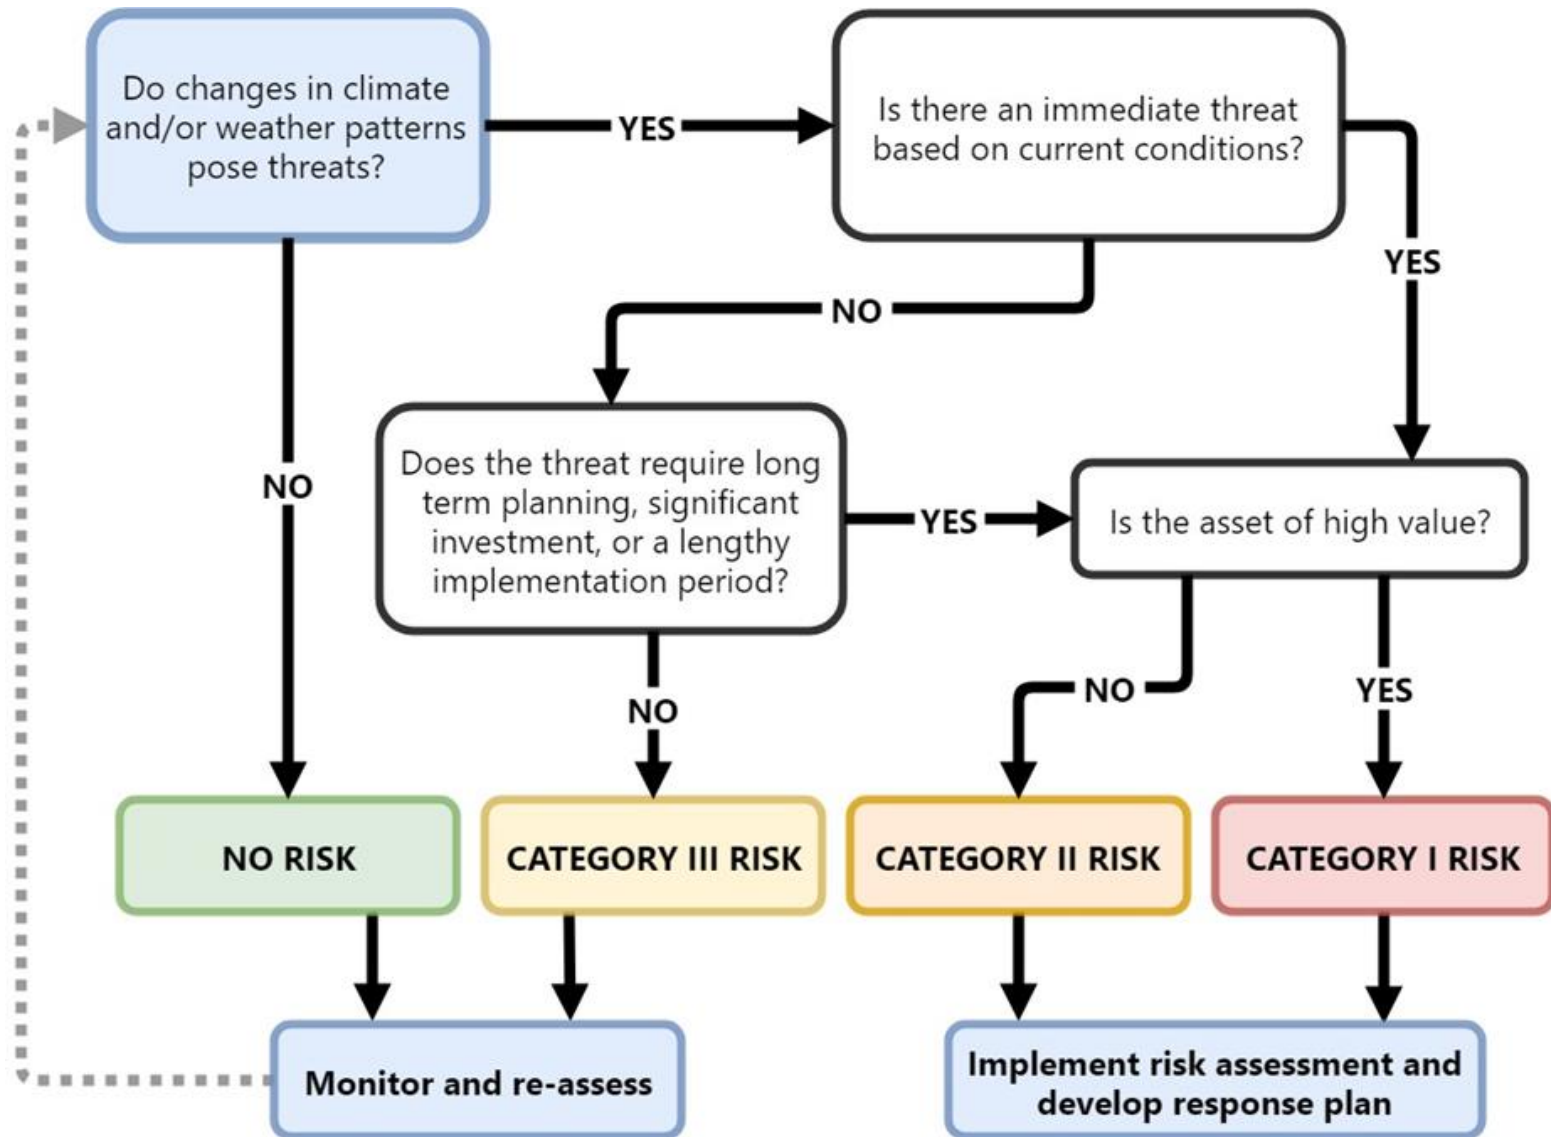 Do changes in climate
and/or weather patterns
pose threats?
YES
Is there an immediate threat
based on current conditions?
YES
NO
Does the threat require long
term planning, significant
investment, or a lengthy
implementation period?
YES
Is the asset of high value?
NO
NO
NO
YES
NO RISK
CATEGORY III RISK
CATEGORY II RISK
CATEGORY I RISK
Monitor and re-assess
Implement risk assessment and
develop response plan